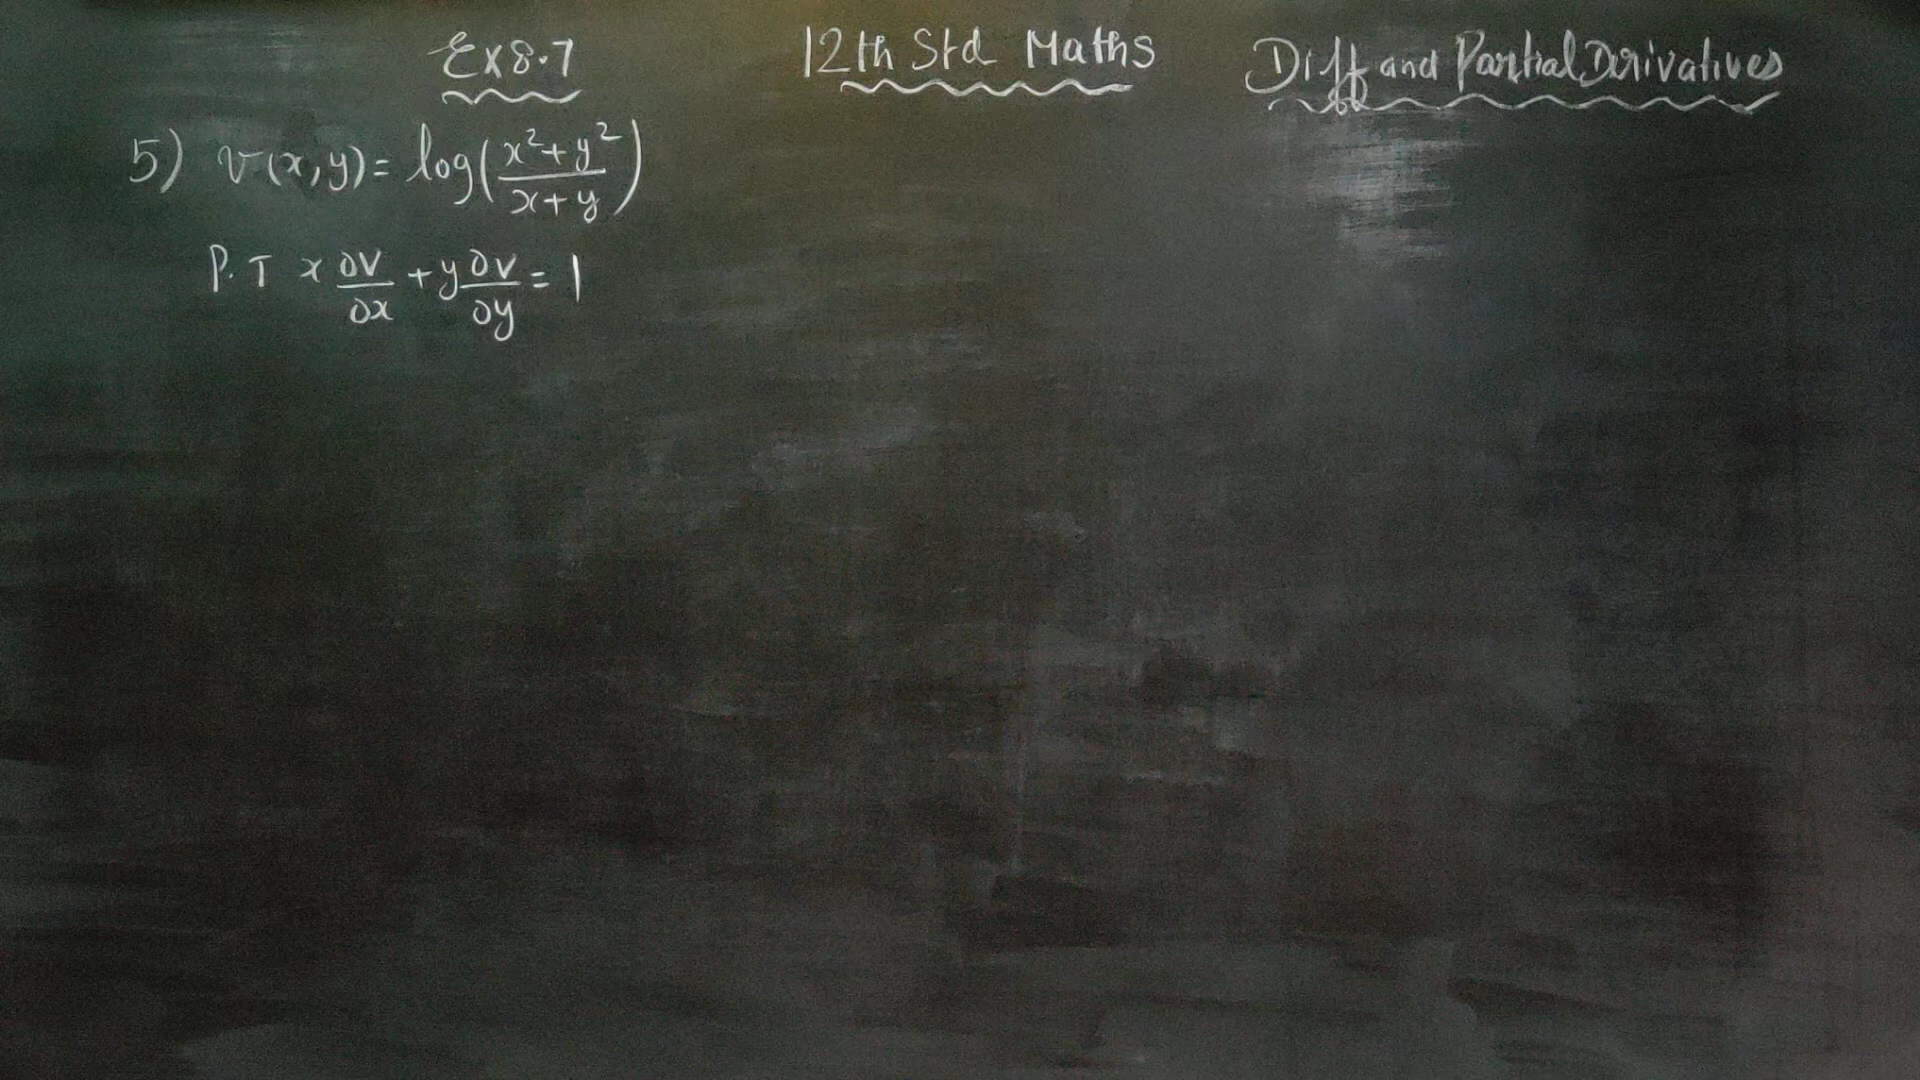 Ex 8.7 12th Std Maths Diff and Partial Derivatives
5) v(x,y) = log((x²+y²)/(x+y))
P.T x ∂v/∂x + y ∂v/∂y = 1